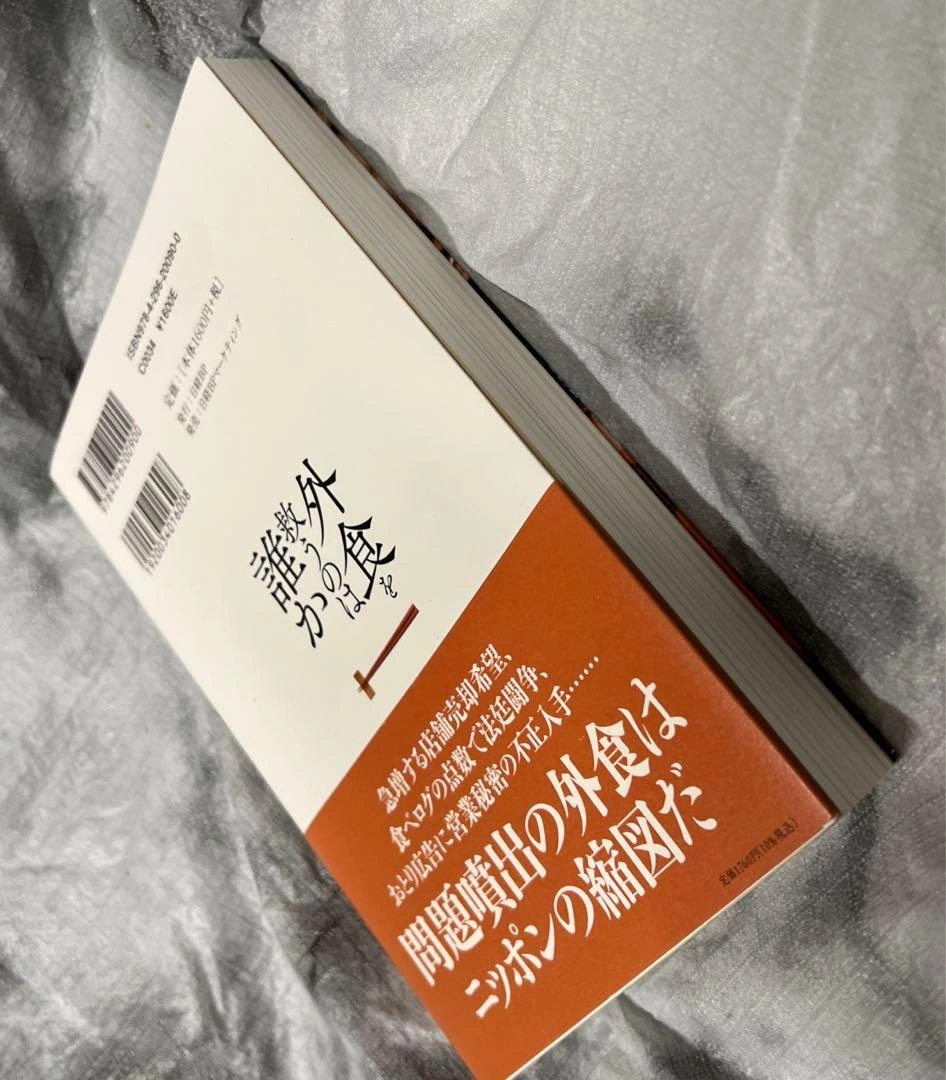 ISBN978-4-296-20090-0
C0034 ¥1600E
定価：[本体1600円+税]
発行：日経BP
発売：日経BPマーケティング
9784296200900
1920034016008
外食を
救うのは
誰か
急増する店舗売却希望、
食べログの点数で法廷闘争、
おとり広告に営業秘密の不正入手……
問題噴出の外食は
ニッポンの縮図だ
定価1760円(10%税込)